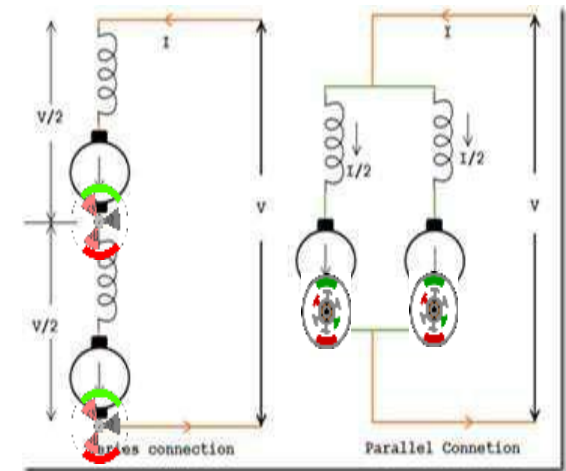 I
V/2
V
V/2
eries connection
I
I/2
I/2
V
Parallel Connetion